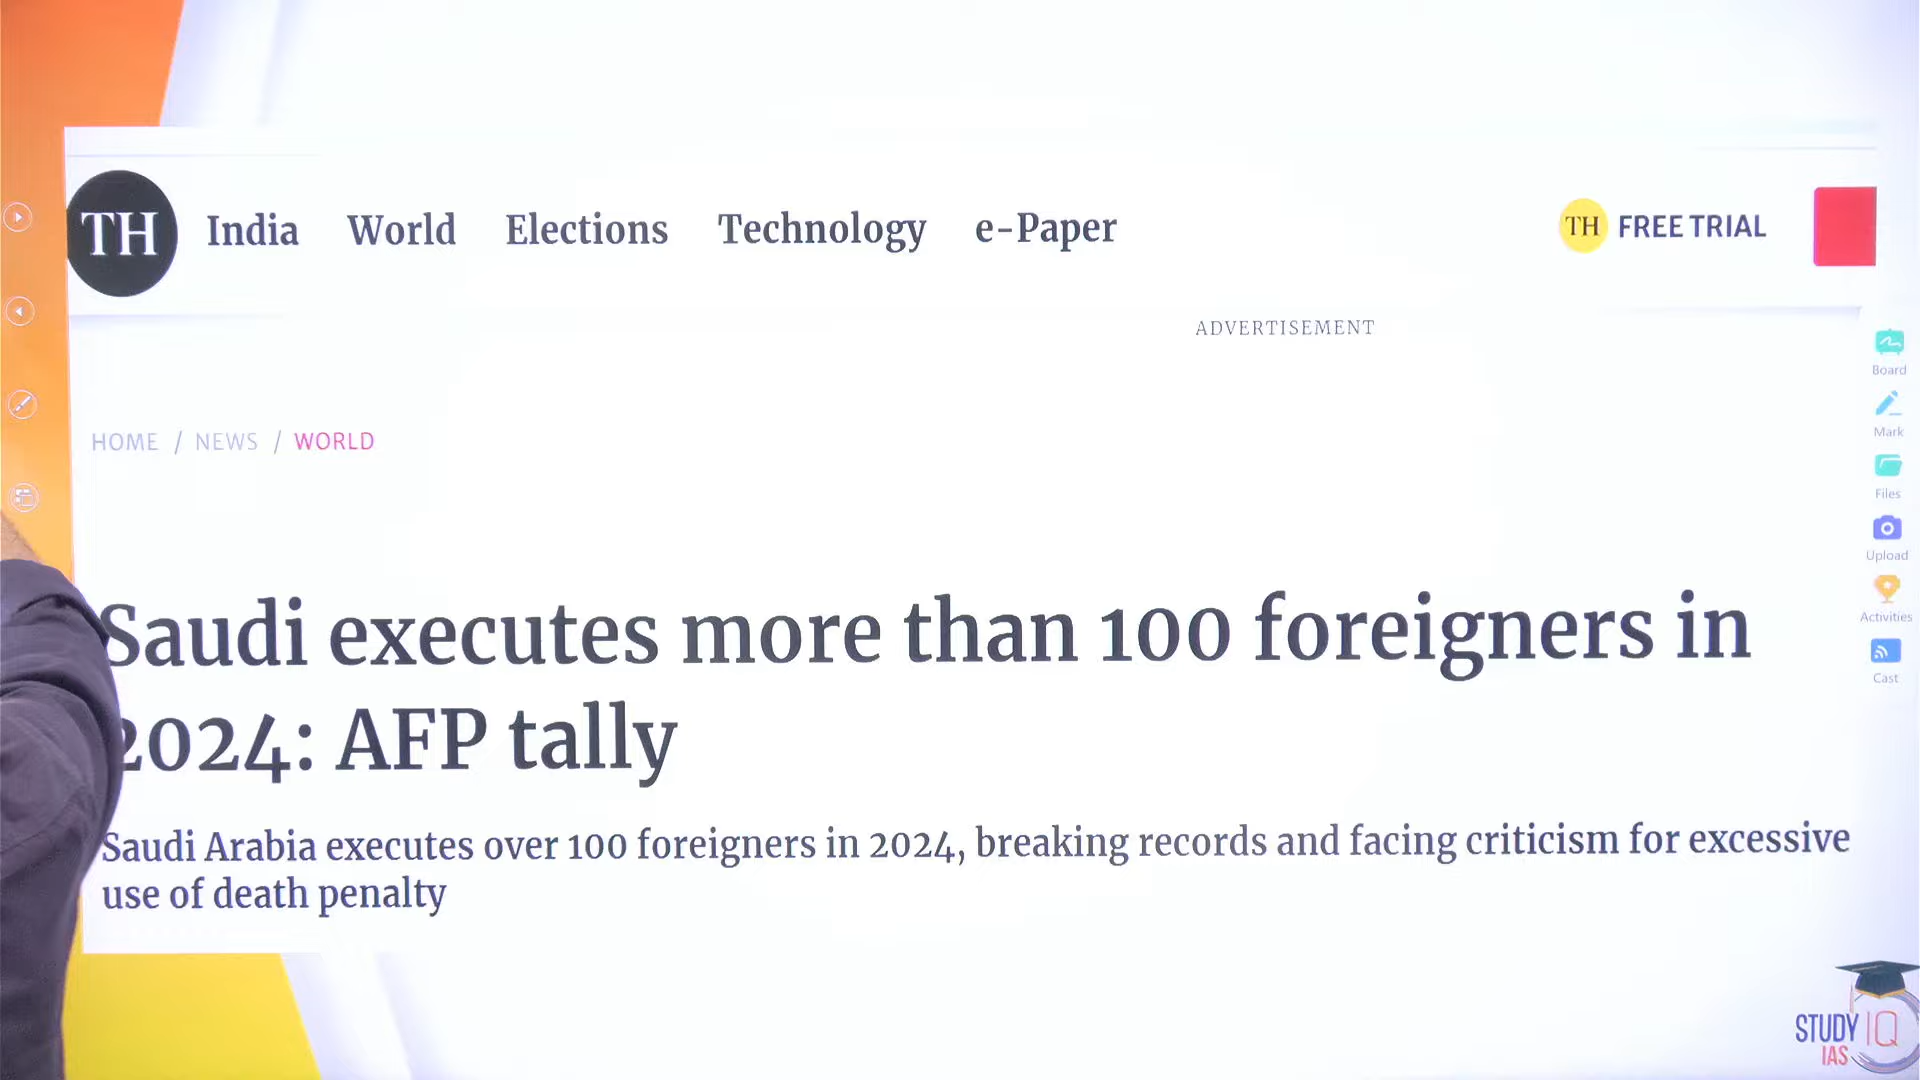 TH India World Elections Technology e-Paper TH FREE TRIAL
ADVERTISEMENT
HOME / NEWS / WORLD
Saudi executes more than 100 foreigners in
2024: AFP tally
Saudi Arabia executes over 100 foreigners in 2024, breaking records and facing criticism for excessive
use of death penalty
Board
Mark
Files
Upload
Activities
Cast
STUDY IQ
IAS